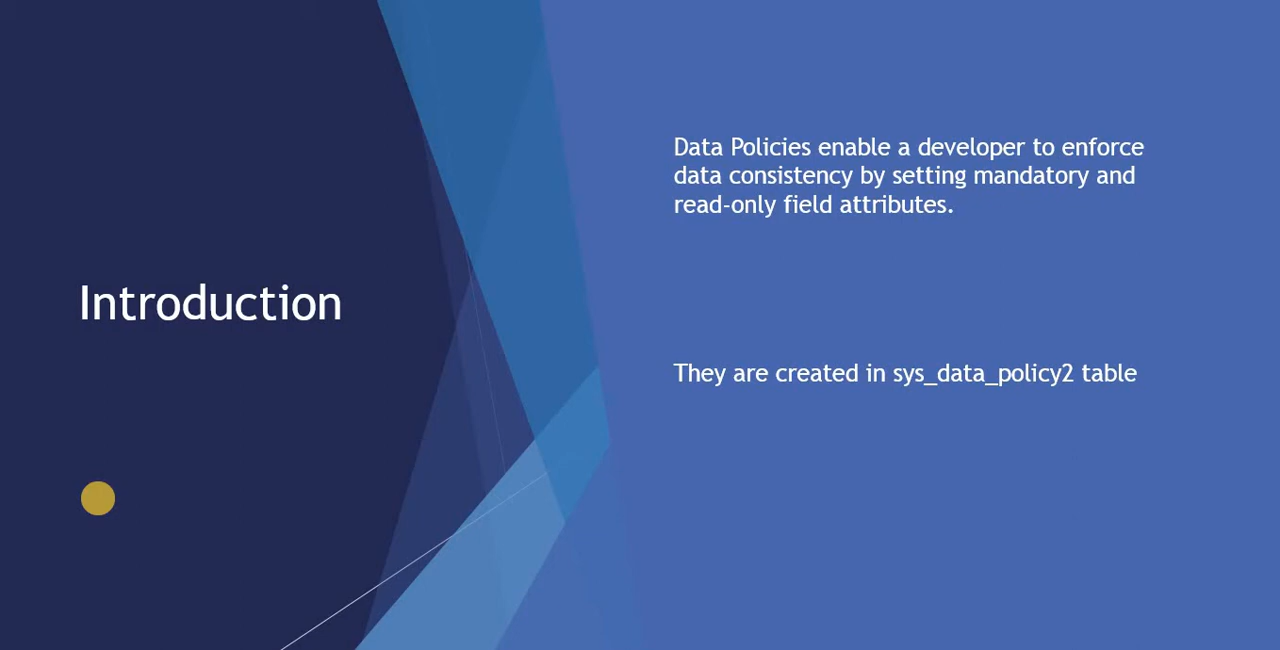 Introduction
Data Policies enable a developer to enforce
data consistency by setting mandatory and
read-only field attributes.
They are created in sys_data_policy2 table